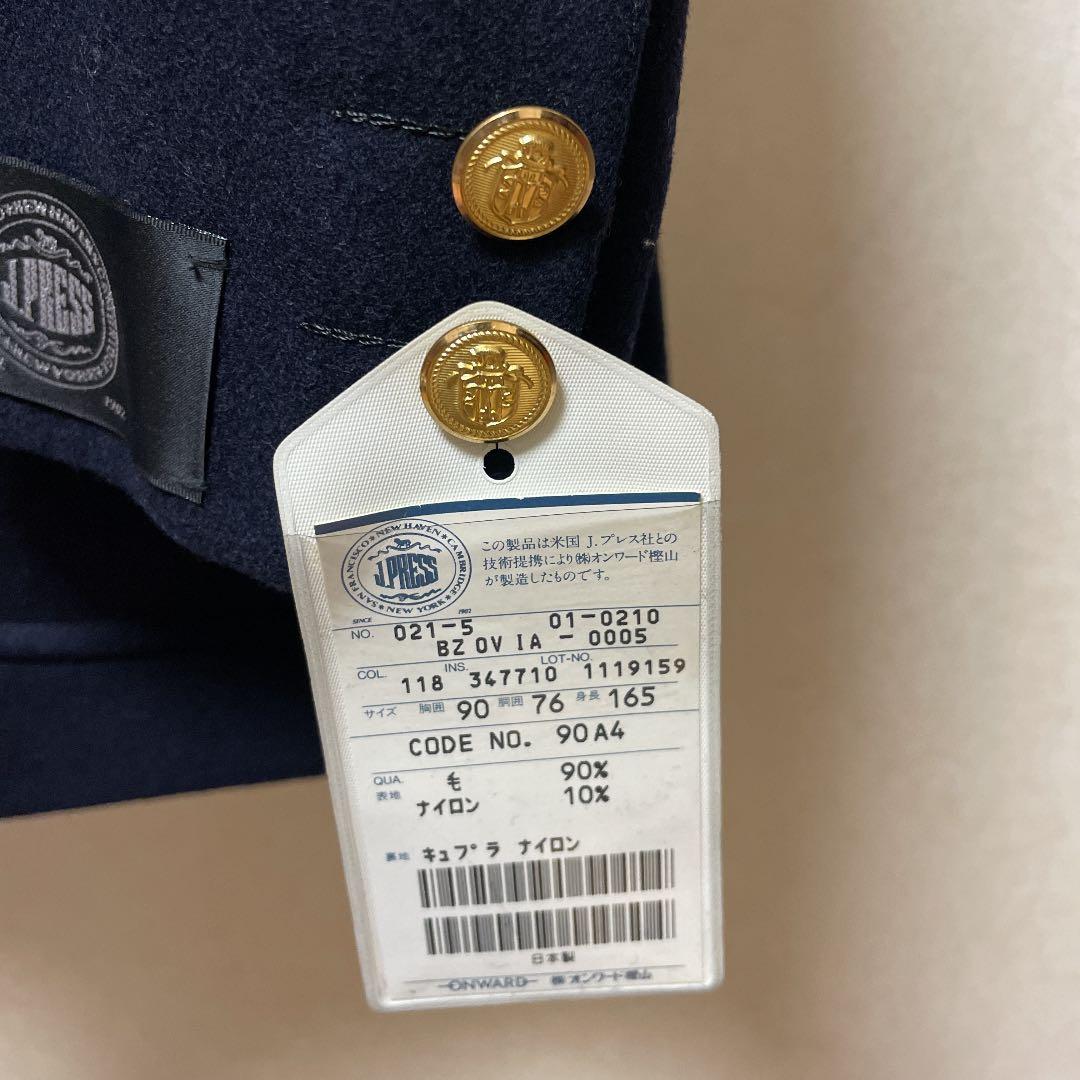 NEW HAVEN
J.PRESS
1902
NEW HAVEN CAMBRIDGE NEW YORK SAN FRANCISCO
J.PRESS
SINCE 1902
この製品は米国 J.プレス社との
技術提携により㈱オンワード樫山
が製造したものです。
NO. 021-5 01-0210
BZ OV IA - 0005
COL. 118 INS. 347710 LOT-NO. 1119159
サイズ 胸囲 90 胴囲 76 身長 165
CODE NO. 90A4
QUA. 毛 90%
表地 ナイロン 10%
裏地 キュプラ ナイロン
日本製
ONWARD ㈱オンワード樫山